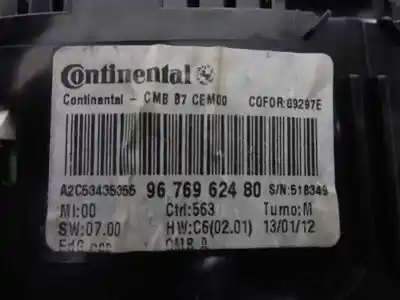 Continental
Continental - CMB B7 CEM00 COFOR:09297E
A2C53435355 96 769 624 80 S/N:518349
MI:00 Ctrl:563 Turno:M
SW:07.00 HW:C6(02.01) 13/01/12